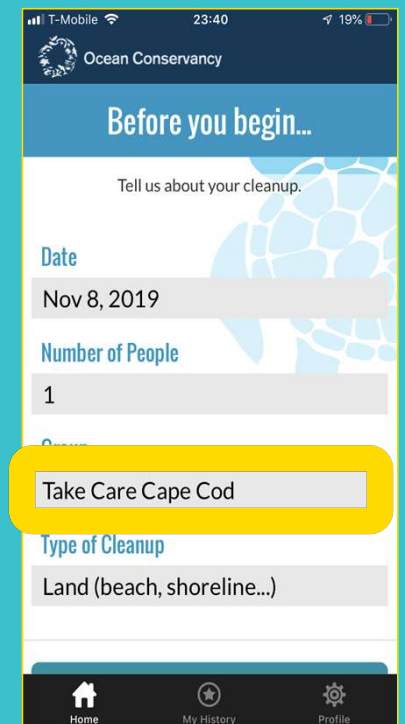 T-Mobile 23:40 19%
Ocean Conservancy
Before you begin...
Tell us about your cleanup.
Date
Nov 8, 2019
Number of People
1
Group
Take Care Cape Cod
Type of Cleanup
Land (beach, shoreline...)
Home My History Profile